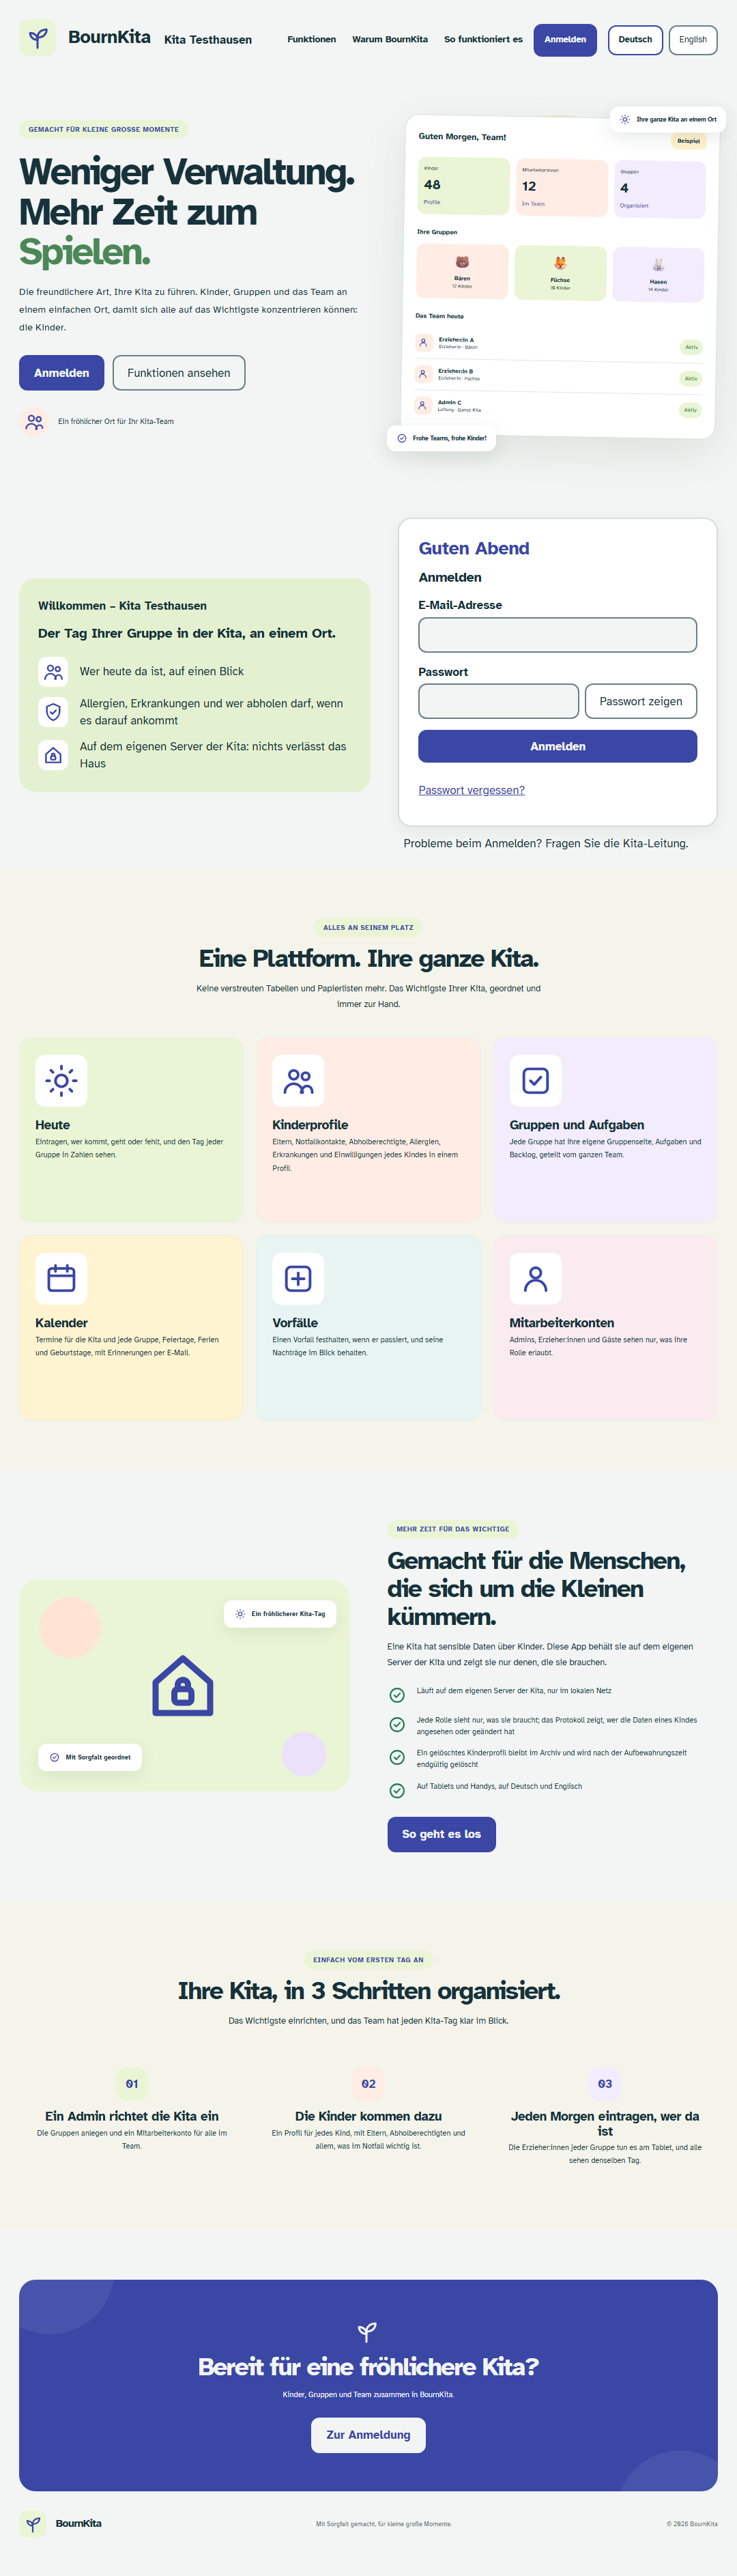 BournKita
Kita Testhausen
Funktionen
Warum BournKita
So funktioniert es
Anmelden
Deutsch
English
GEMACHT FÜR KLEINE GROSSE MOMENTE
Weniger Verwaltung.
Mehr Zeit zum
Spielen.
Die freundlichere Art, Ihre Kita zu führen. Kinder, Gruppen und das Team an
einem einfachen Ort, damit sich alle auf das Wichtigste konzentrieren können:
die Kinder.
Anmelden
Funktionen ansehen
Ein fröhlicher Ort für Ihr Kita-Team
Ihre ganze Kita an einem Ort
Guten Morgen, Team!
Beispiel
Kinder
48
Profile
Mitarbeiter:innen
12
Im Team
Gruppen
4
Organisiert
Ihre Gruppen
Bären
12 Kinder
Füchse
18 Kinder
Hasen
14 Kinder
Das Team heute
Erzieher:in A
Erzieher:in · Bären
Aktiv
Erzieher:in B
Erzieher:in · Füchse
Aktiv
Admin C
Leitung · Ganze Kita
Aktiv
Frohe Teams, frohe Kinder!
Willkommen – Kita Testhausen
Der Tag Ihrer Gruppe in der Kita, an einem Ort.
Wer heute da ist, auf einen Blick
Allergien, Erkrankungen und wer abholen darf, wenn
es darauf ankommt
Auf dem eigenen Server der Kita: nichts verlässt das
Haus
Guten Abend
Anmelden
E-Mail-Adresse
Passwort
Passwort zeigen
Anmelden
Passwort vergessen?
Probleme beim Anmelden? Fragen Sie die Kita-Leitung.
ALLES AN SEINEM PLATZ
Eine Plattform. Ihre ganze Kita.
Keine verstreuten Tabellen und Papierlisten mehr. Das Wichtigste Ihrer Kita, geordnet und
immer zur Hand.
Heute
Eintragen, wer kommt, geht oder fehlt, und den Tag jeder
Gruppe in Zahlen sehen.
Kinderprofile
Eltern, Notfallkontakte, Abholberechtigte, Allergien,
Erkrankungen und Einwilligungen jedes Kindes in einem
Profil.
Gruppen und Aufgaben
Jede Gruppe hat ihre eigene Gruppenseite, Aufgaben und
Backlog, geteilt vom ganzen Team.
Kalender
Termine für die Kita und jede Gruppe, Feiertage, Ferien
und Geburtstage, mit Erinnerungen per E-Mail.
Vorfälle
Einen Vorfall festhalten, wenn er passiert, und seine
Nachträge im Blick behalten.
Mitarbeiterkonten
Admins, Erzieher:innen und Gäste sehen nur, was ihre
Rolle erlaubt.
Ein fröhlicherer Kita-Tag
Mit Sorgfalt geordnet
MEHR ZEIT FÜR DAS WICHTIGE
Gemacht für die Menschen,
die sich um die Kleinen
kümmern.
Eine Kita hat sensible Daten über Kinder. Diese App behält sie auf dem eigenen
Server der Kita und zeigt sie nur denen, die sie brauchen.
Läuft auf dem eigenen Server der Kita, nur im lokalen Netz
Jede Rolle sieht nur, was sie braucht; das Protokoll zeigt, wer die Daten eines Kindes
angesehen oder geändert hat
Ein gelöschtes Kinderprofil bleibt im Archiv und wird nach der Aufbewahrungszeit
endgültig gelöscht
Auf Tablets und Handys, auf Deutsch und Englisch
So geht es los
EINFACH VOM ERSTEN TAG AN
Ihre Kita, in 3 Schritten organisiert.
Das Wichtigste einrichten, und das Team hat jeden Kita-Tag klar im Blick.
01
Ein Admin richtet die Kita ein
Die Gruppen anlegen und ein Mitarbeiterkonto für alle im
Team.
02
Die Kinder kommen dazu
Ein Profil für jedes Kind, mit Eltern, Abholberechtigten und
allem, was im Notfall wichtig ist.
03
Jeden Morgen eintragen, wer da
ist
Die Erzieher:innen jeder Gruppe tun es am Tablet, und alle
sehen denselben Tag.
Bereit für eine fröhlichere Kita?
Kinder, Gruppen und Team zusammen in BournKita.
Zur Anmeldung
BournKita
Mit Sorgfalt gemacht, für kleine große Momente.
© 2026 BournKita